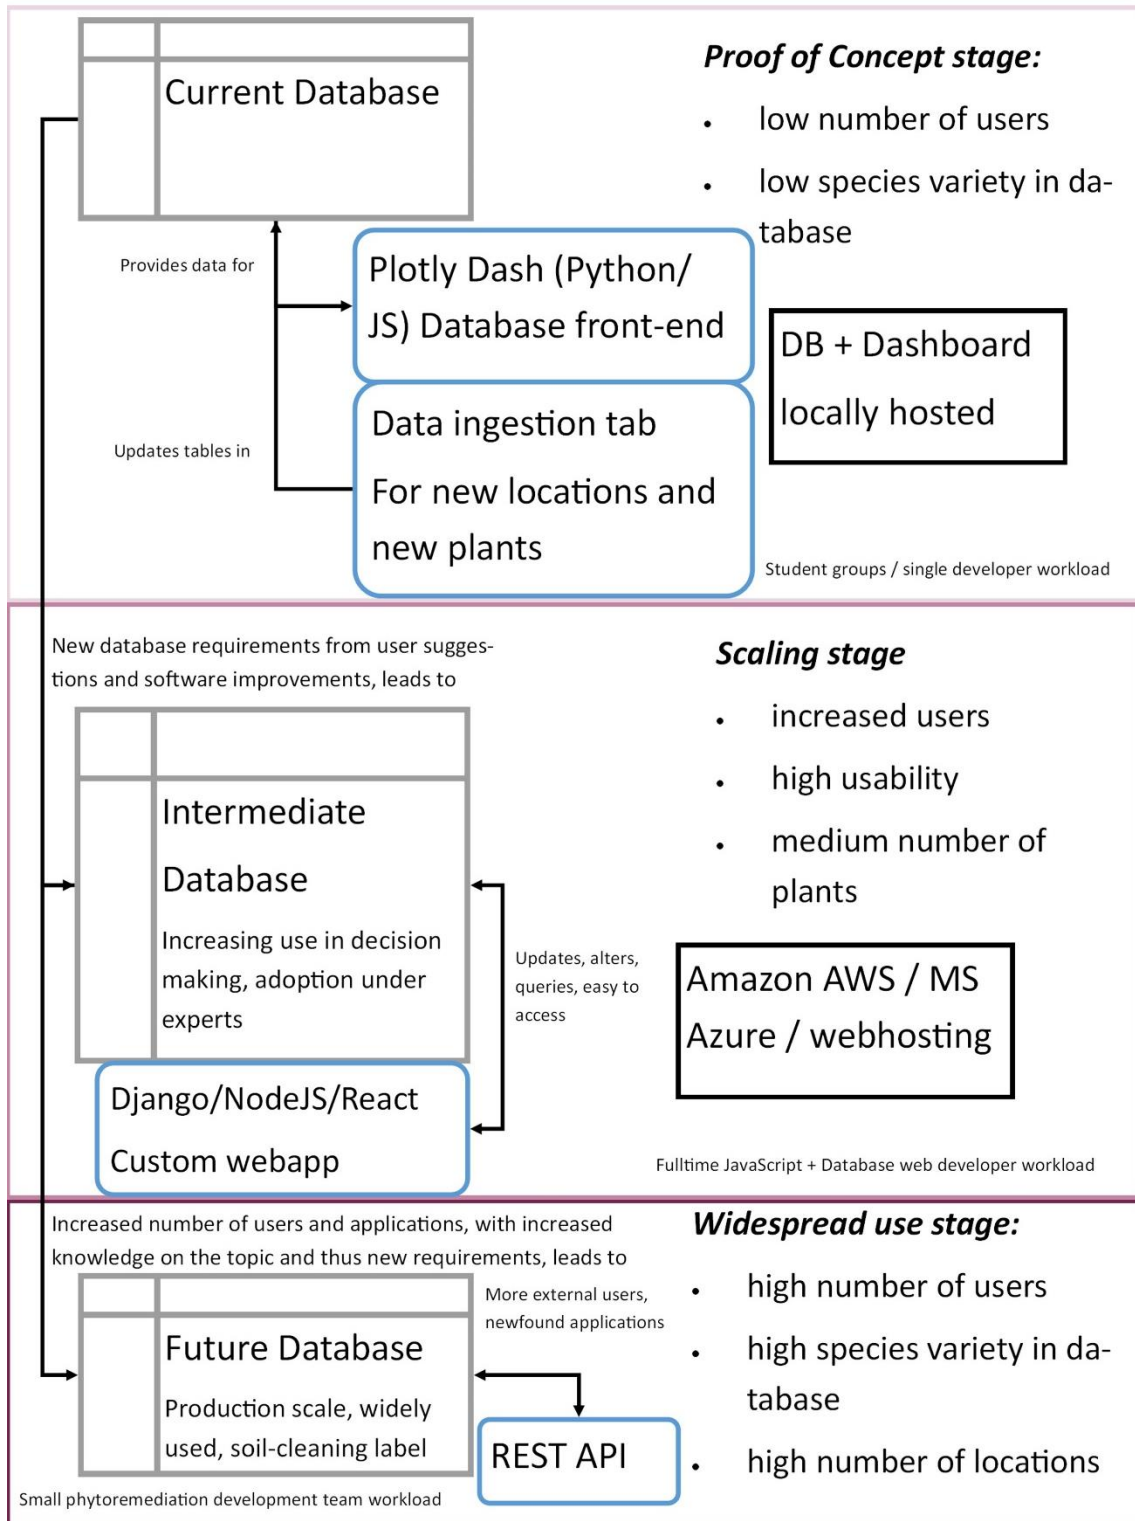 Current Database
Proof of Concept stage:
• low number of users
• low species variety in da-
tabase
Provides data for
Plotly Dash (Python/
JS) Database front-end
DB + Dashboard
locally hosted
Updates tables in
Data ingestion tab
For new locations and
new plants
Student groups / single developer workload
New database requirements from user sugges-
tions and software improvements, leads to
Scaling stage
• increased users
• high usability
• medium number of
plants
Intermediate
Database
Increasing use in decision
making, adoption under
experts
Updates, alters,
queries, easy to
access
Amazon AWS / MS
Azure / webhosting
Django/NodeJS/React
Custom webapp
Fulltime JavaScript + Database web developer workload
Increased number of users and applications, with increased
knowledge on the topic and thus new requirements, leads to
Widespread use stage:
• high number of users
• high species variety in da-
tabase
• high number of locations
More external users,
newfound applications
Future Database
Production scale, widely
used, soil-cleaning label
REST API
Small phytoremediation development team workload